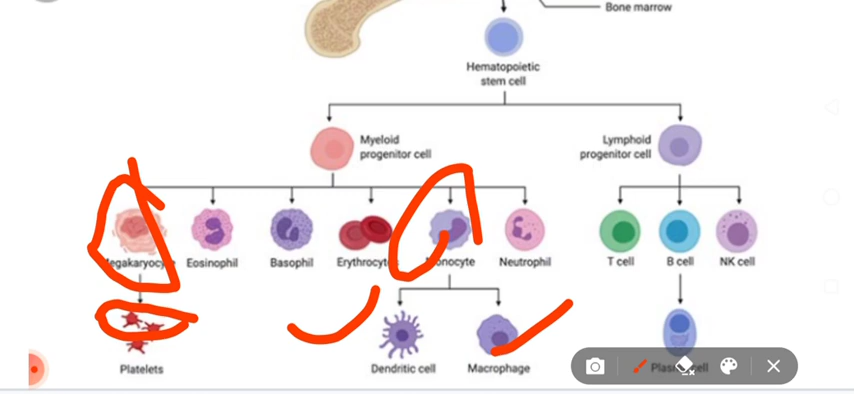 Bone marrow
Hematopoietic
stem cell
Myeloid
progenitor cell
Lymphoid
progenitor cell
Eosinophil
Basophil
Neutrophil
T cell
B cell
NK cell
Platelets
Dendritic cell
Macrophage